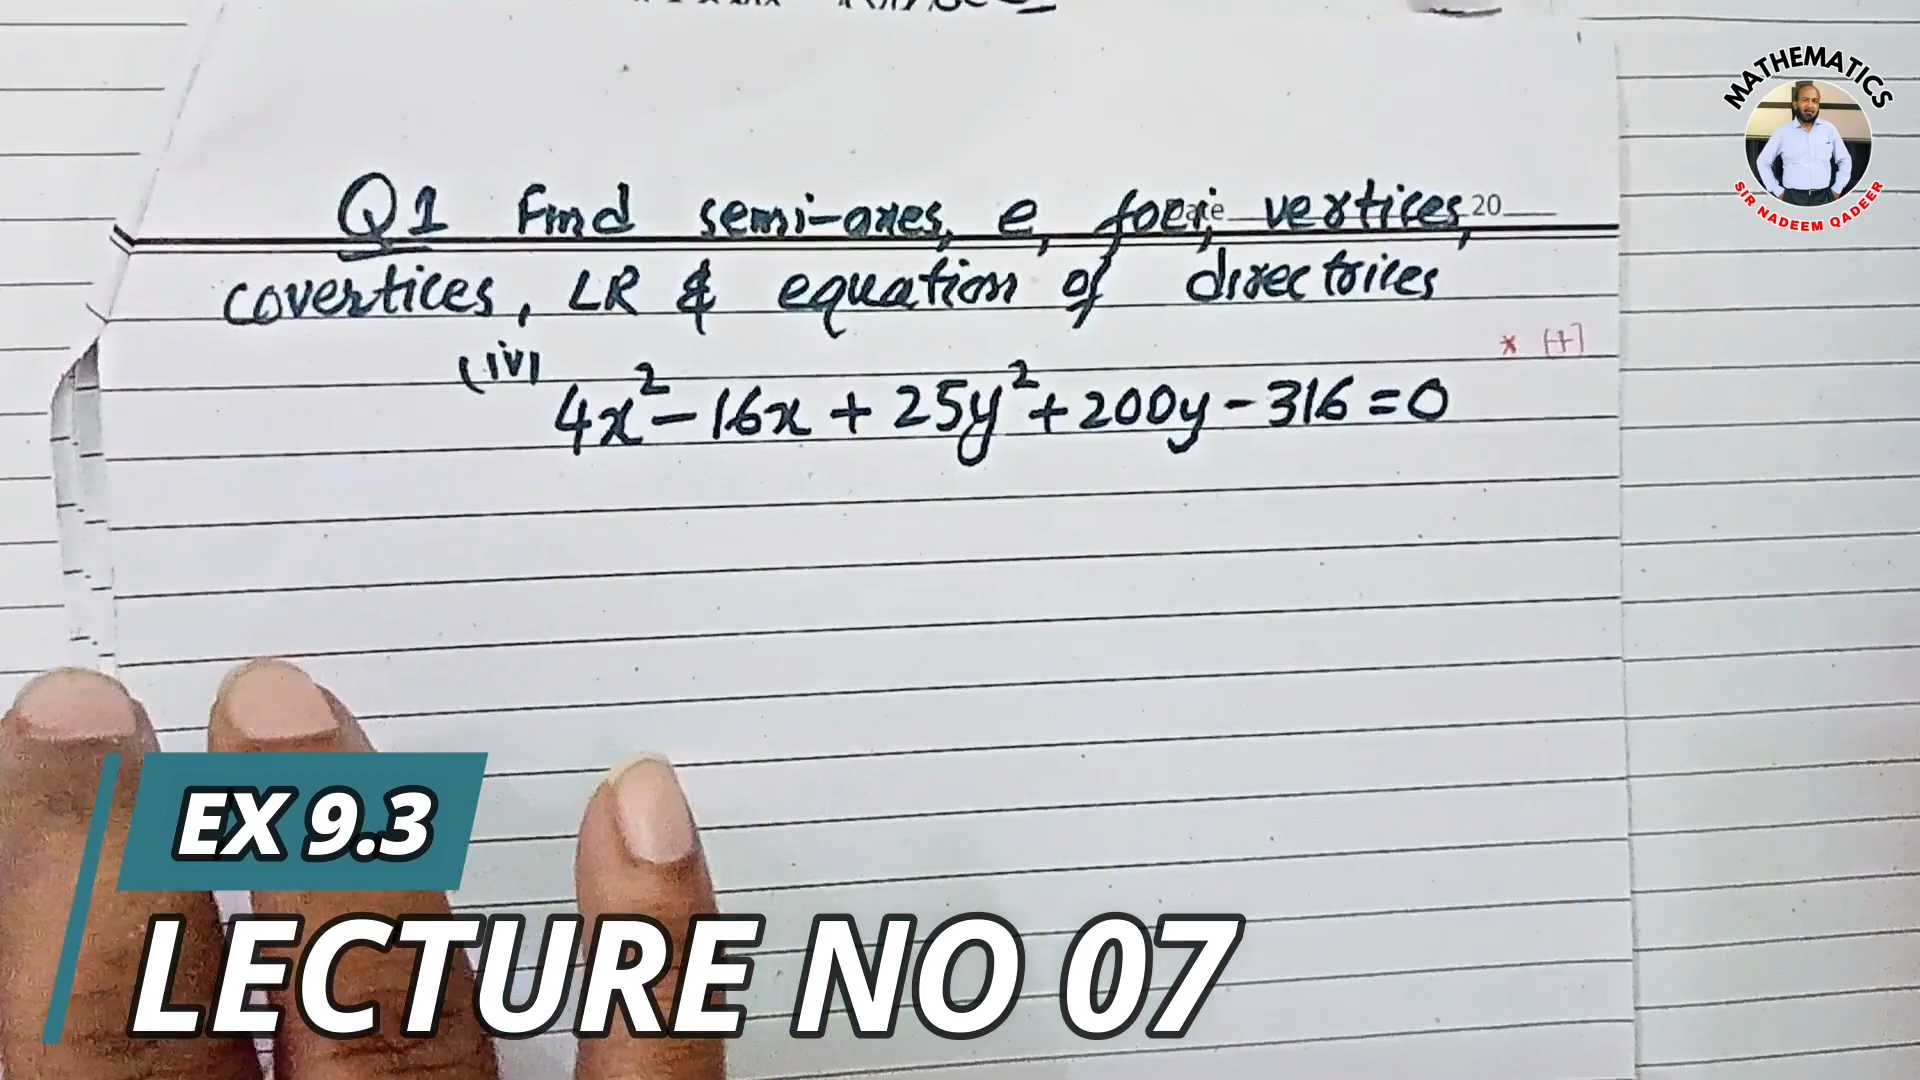 MATHEMATICS
SIR NADEEM QADEER
Q1 Find semi-axes, e, foci, vertices, 20
covertices, LR & equation of directrices
(iv)
4x²-16x+25y²+200y-316=0
EX 9.3
LECTURE NO 07